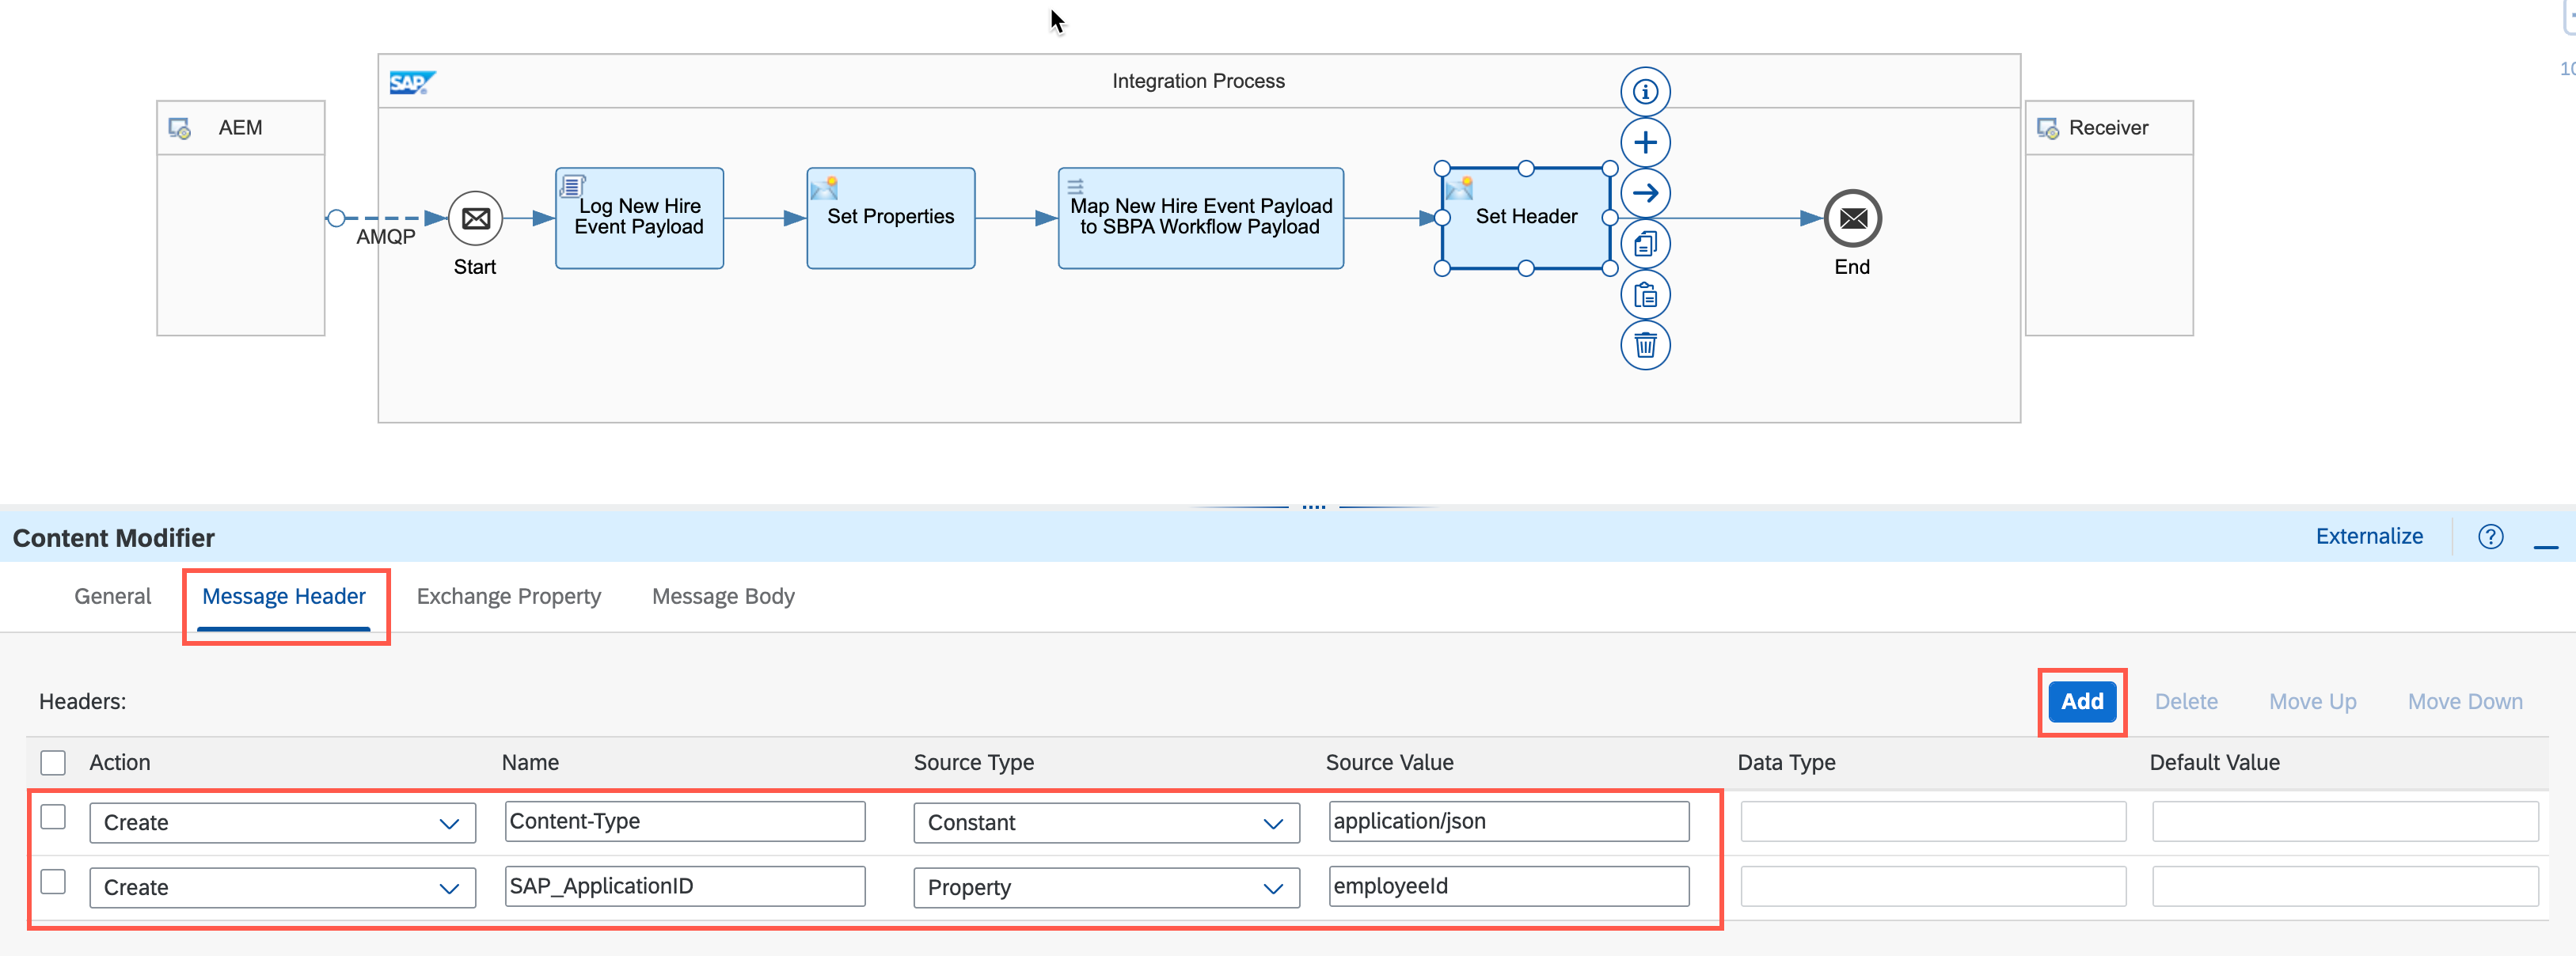 SAP
Integration Process
10
AEM
Receiver
Log New Hire
Event Payload
Set Properties
Map New Hire Event Payload
to SBPA Workflow Payload
Set Header
AMQP
Start
End
Content Modifier
Externalize
General
Message Header
Exchange Property
Message Body
Headers:
Add
Delete
Move Up
Move Down
Action
Name
Source Type
Source Value
Data Type
Default Value
Create
Content-Type
Constant
application/json
Create
SAP_ApplicationID
Property
employeeId